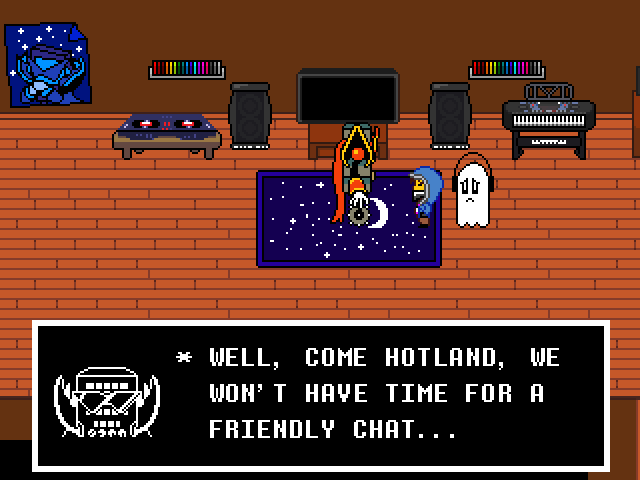 * WELL, COME HOTLAND, WE
WON'T HAVE TIME FOR A
FRIENDLY CHAT...